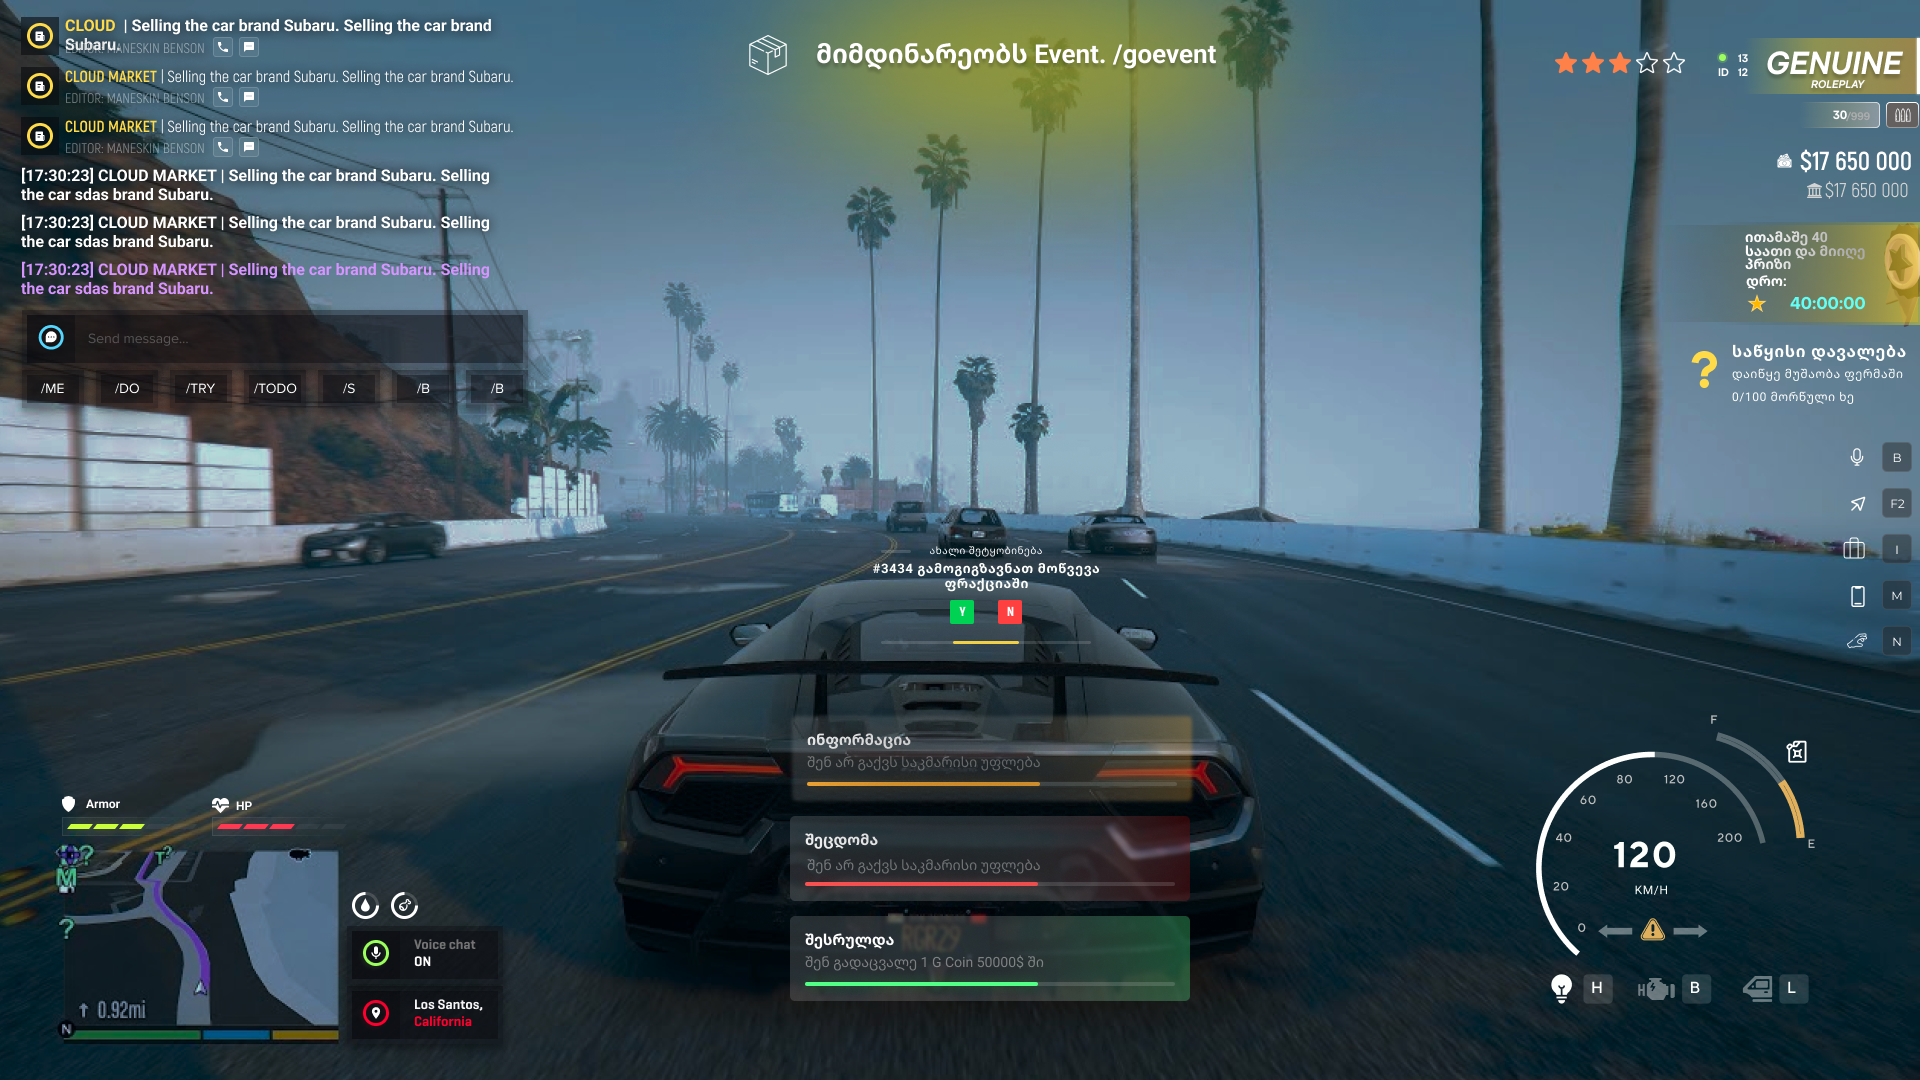 CLOUD | Selling the car brand Subaru. Selling the car brand
Subaru.
EDITOR: MANESKIN BENSON
CLOUD MARKET | Selling the car brand Subaru. Selling the car brand Subaru.
EDITOR: MANESKIN BENSON
CLOUD MARKET | Selling the car brand Subaru. Selling the car brand Subaru.
EDITOR: MANESKIN BENSON
[17:30:23] CLOUD MARKET | Selling the car brand Subaru. Selling
the car sdas brand Subaru.
[17:30:23] CLOUD MARKET | Selling the car brand Subaru. Selling
the car sdas brand Subaru.
[17:30:23] CLOUD MARKET | Selling the car brand Subaru. Selling
the car sdas brand Subaru.
Send message...
/ME /DO /TRY /TODO /S /B /B
მიმდინარეობს Event. /goevent
13
ID 12
GENUINE
ROLEPLAY
30/999
$17 650 000
$17 650 000
ითამაშე 40
საათი და მიიღე
პრიზი
დრო:
40:00:00
?
საწყისი დავალება
დაიწყე მუშაობა ფერმაში
0/100 მორწული ხე
B
F2
I
M
N
ახალი შეტყობინება
#3434 გამოგიგზავნათ მოწვევა
ფრაქციაში
Y N
ინფორმაცია
შენ არ გაქვს საკმარისი უფლება
შეცდომა
შენ არ გაქვს საკმარისი უფლება
შესრულდა
შენ გადაცვალე 1 G Coin 50000$ ში
RGRZ9
Armor
HP
?
T?
M
?
0.92mi
N
Voice chat
ON
Los Santos,
California
F
E
0
20
40
60
80
120
160
200
120
KM/H
H
H B
L